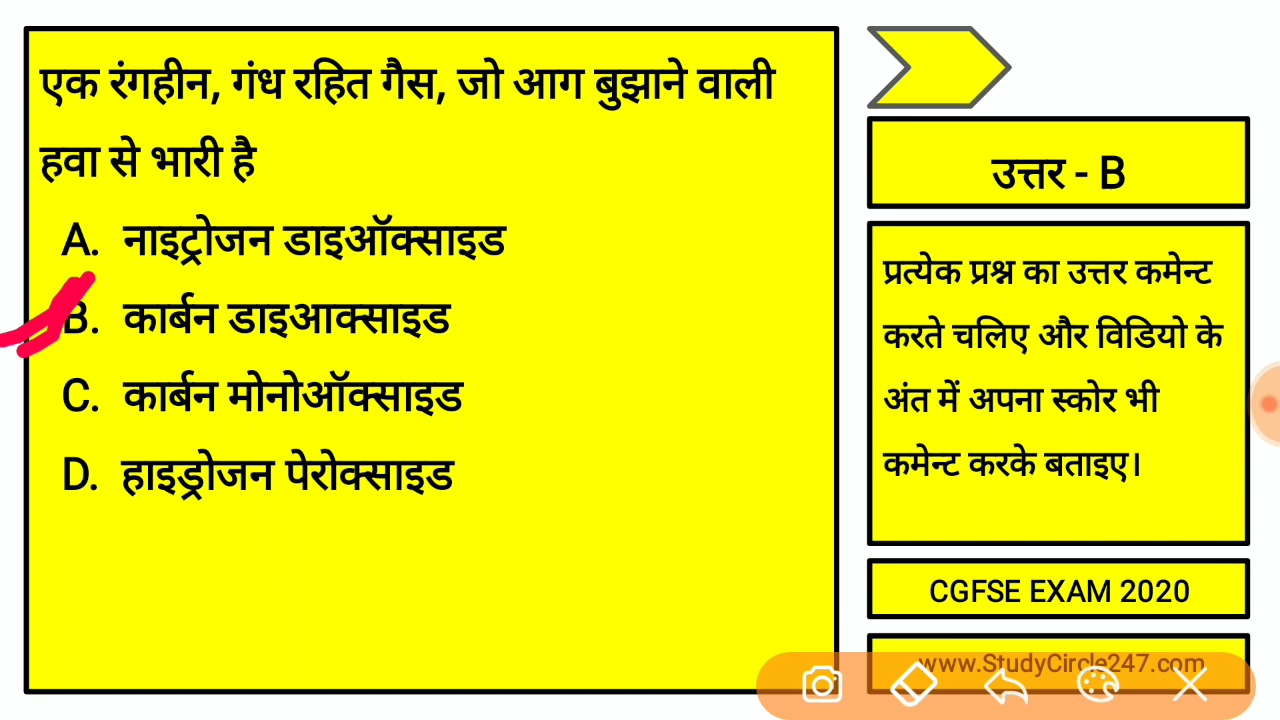 एक रंगहीन, गंध रहित गैस, जो आग बुझाने वाली
हवा से भारी है
A. नाइट्रोजन डाइऑक्साइड
B. कार्बन डाइआक्साइड
C. कार्बन मोनोऑक्साइड
D. हाइड्रोजन पेरोक्साइड
उत्तर - B
प्रत्येक प्रश्न का उत्तर कमेन्ट
करते चलिए और विडियो के
अंत में अपना स्कोर भी
कमेन्ट करके बताइए।
CGFSE EXAM 2020
www.StudyCircle247.com